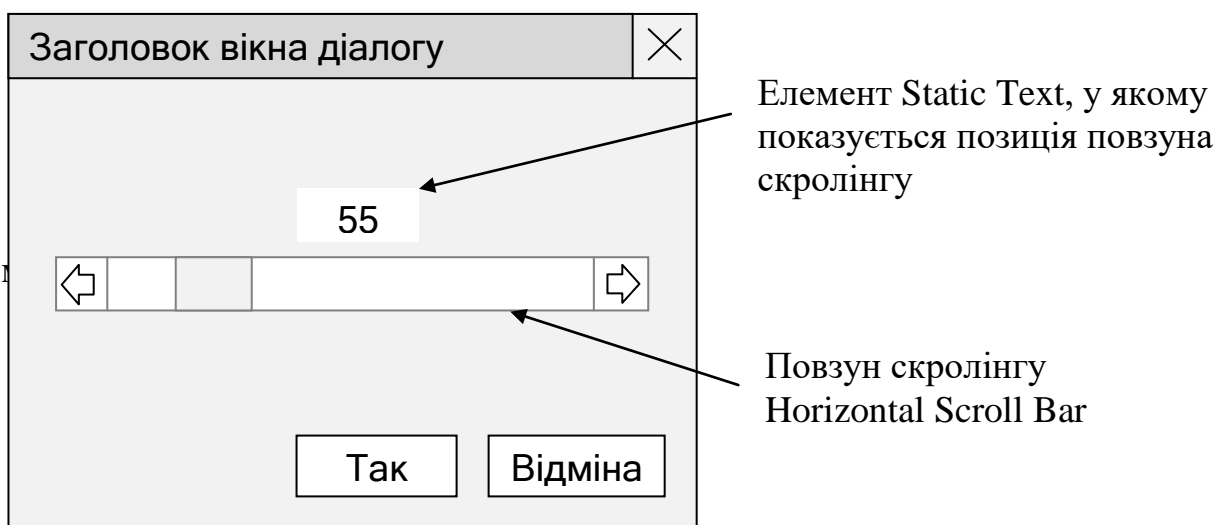 Заголовок вікна діалогу
Елемент Static Text, у якому
показується позиція повзуна
скролінгу
55
Повзун скролінгу
Horizontal Scroll Bar
Так
Відміна